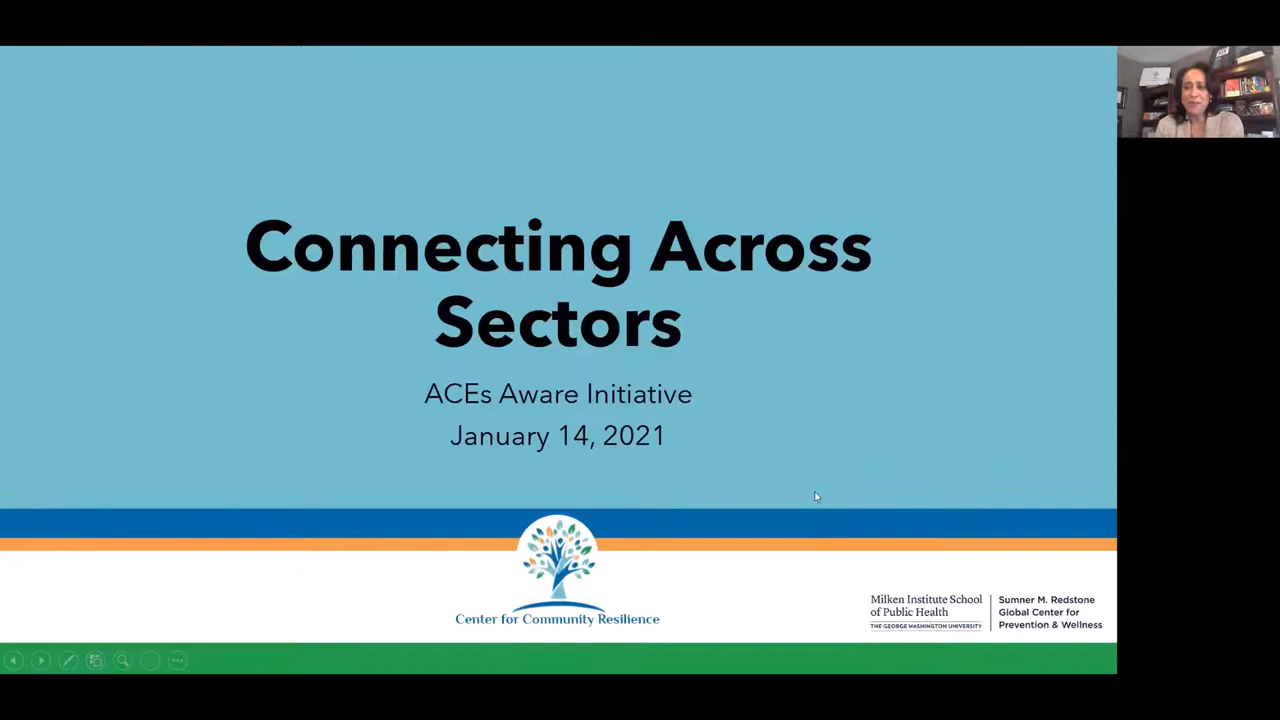 Connecting Across
Sectors
ACEs Aware Initiative
January 14, 2021
Center for Community Resilience
Milken Institute School
of Public Health
THE GEORGE WASHINGTON UNIVERSITY
Sumner M. Redstone
Global Center for
Prevention & Wellness